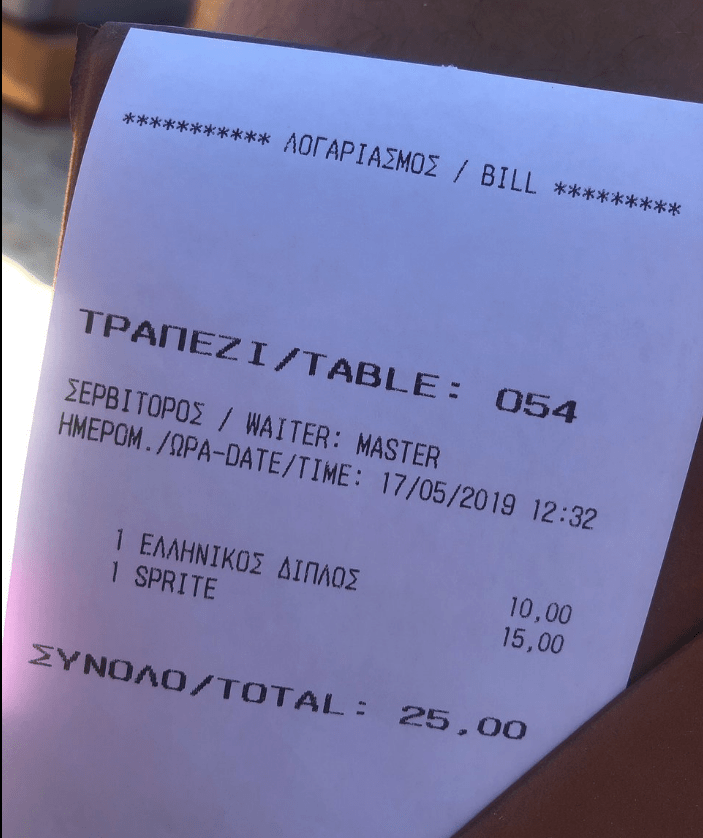 *********** ΛΟΓΑΡΙΑΣΜΟΣ / BILL *********
ΤΡΑΠΕΖΙ/TABLE: 054
ΣΕΡΒΙΤΟΡΟΣ / WAITER: MASTER
ΗΜΕΡΟΜ./ΩΡΑ-DATE/TIME: 17/05/2019 12:32
1 ΕΛΛΗΝΙΚΟΣ ΔΙΠΛΟΣ 10,00
1 SPRITE 15,00
ΣΥΝΟΛΟ/TOTAL: 25,00